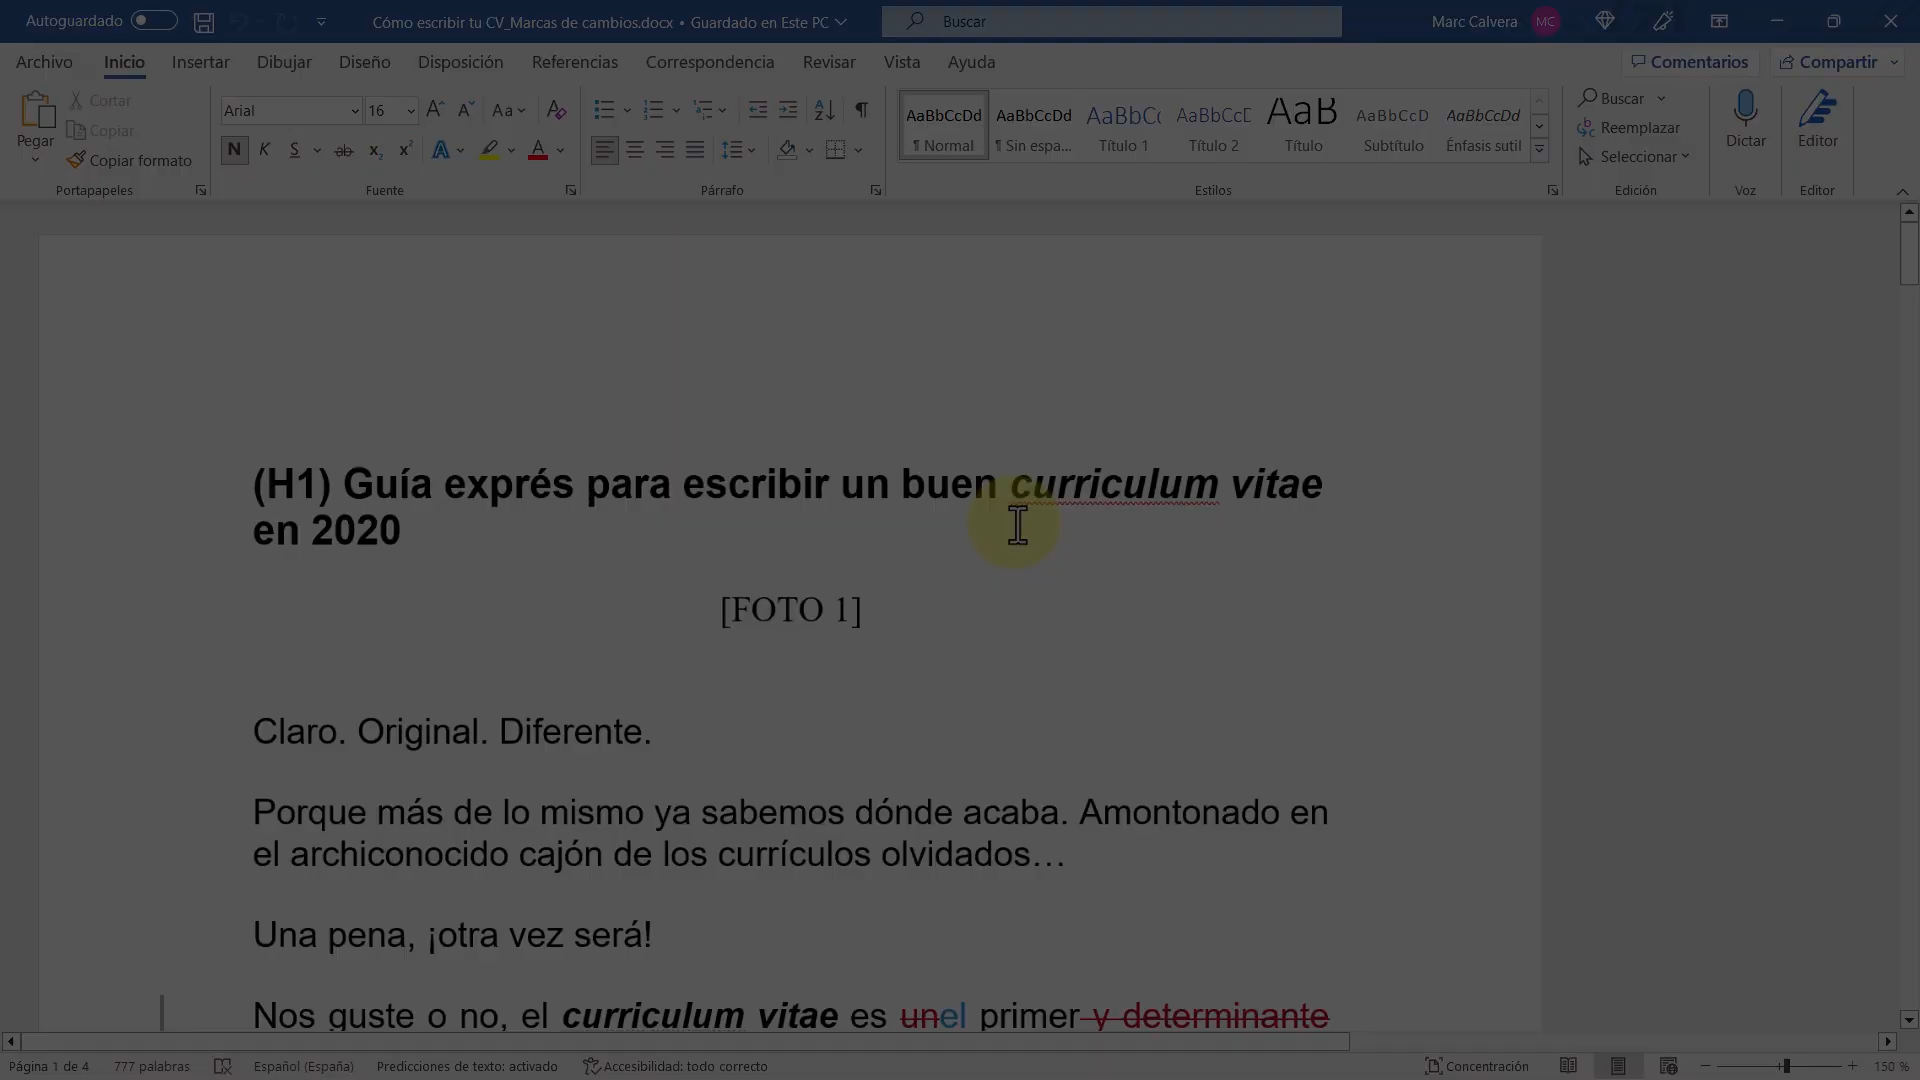 Autoguardado
Cómo escribir tu CV_Marcas de cambios.docx • Guardado en Este PC
Buscar
Marc Calvera
MC
Archivo
Inicio
Insertar
Dibujar
Diseño
Disposición
Referencias
Correspondencia
Revisar
Vista
Ayuda
Comentarios
Compartir
Pegar
Cortar
Copiar
Copiar formato
Portapapeles
Arial
16
Aa
N K S ab x₂ x² A A
Fuente
Párrafo
AaBbCcDd
¶ Normal
AaBbCcDd
¶ Sin espa...
AaBbCc
Título 1
AaBbCcD
Título 2
AaB
Título
AaBbCcD
Subtítulo
AaBbCcDd
Énfasis sutil
Estilos
Buscar
Reemplazar
Seleccionar
Edición
Dictar
Voz
Editor
Editor
(H1) Guía exprés para escribir un buen curriculum vitae
en 2020
[FOTO 1]
Claro. Original. Diferente.
Porque más de lo mismo ya sabemos dónde acaba. Amontonado en
el archiconocido cajón de los currículos olvidados…
Una pena, ¡otra vez será!
Nos guste o no, el curriculum vitae es unel primer y determinante
Página 1 de 4
777 palabras
Español (España)
Predicciones de texto: activado
Accesibilidad: todo correcto
Concentración
150 %